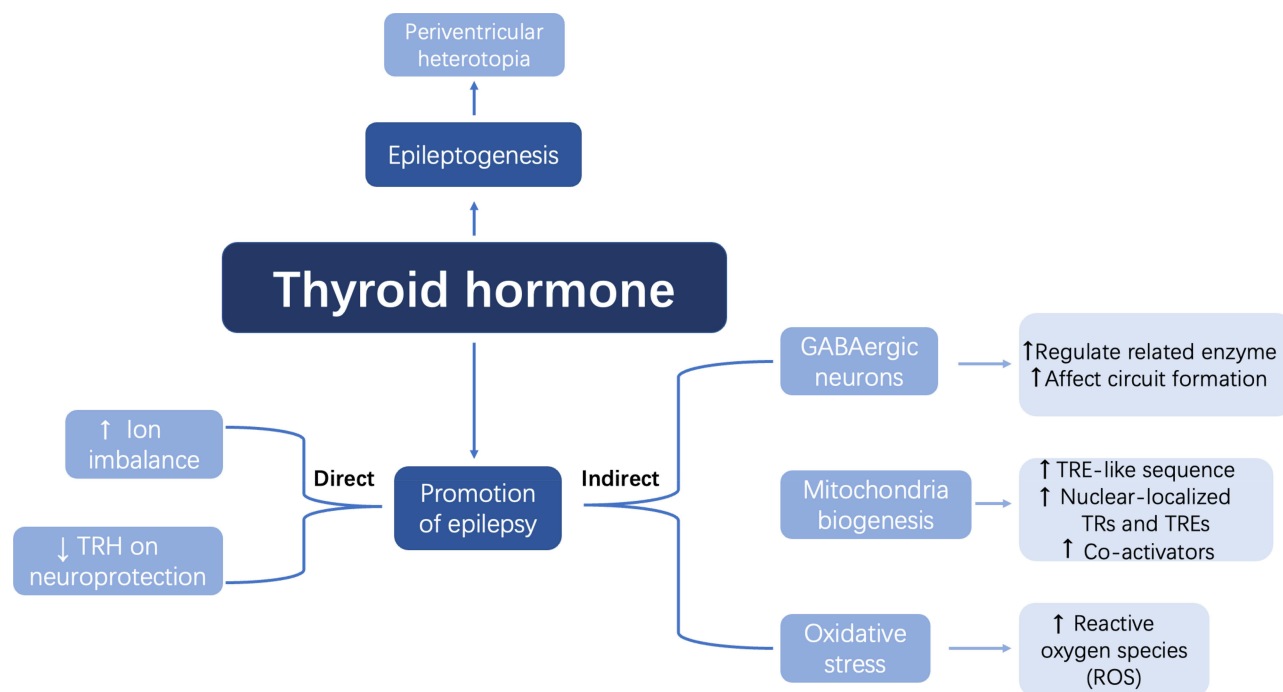 Periventricular
heterotopia
Epileptogenesis
Thyroid hormone
↑ Ion
imbalance
↓ TRH on
neuroprotection
Direct
Promotion
of epilepsy
Indirect
GABAergic
neurons
↑Regulate related enzyme
↑Affect circuit formation
Mitochondria
biogenesis
↑ TRE-like sequence
↑ Nuclear-localized
TRs and TREs
↑ Co-activators
Oxidative
stress
↑ Reactive
oxygen species
(ROS)